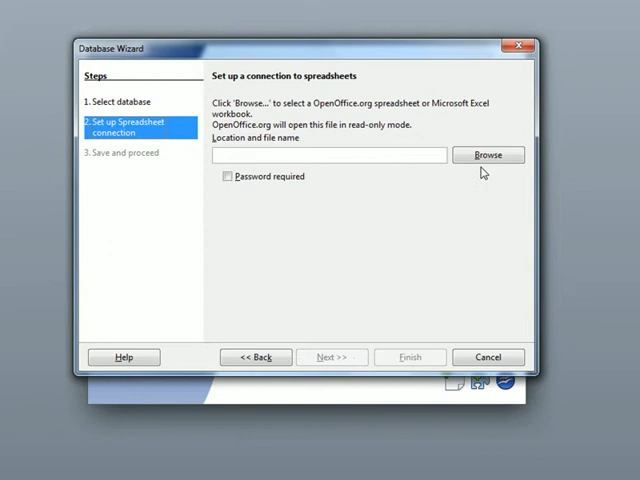 Database Wizard
Steps
1. Select database
2. Set up Spreadsheet
connection
3. Save and proceed
Set up a connection to spreadsheets
Click 'Browse...' to select a OpenOffice.org spreadsheet or Microsoft Excel
workbook.
OpenOffice.org will open this file in read-only mode.
Location and file name
Browse
Password required
Help
<< Back
Next >>
Finish
Cancel